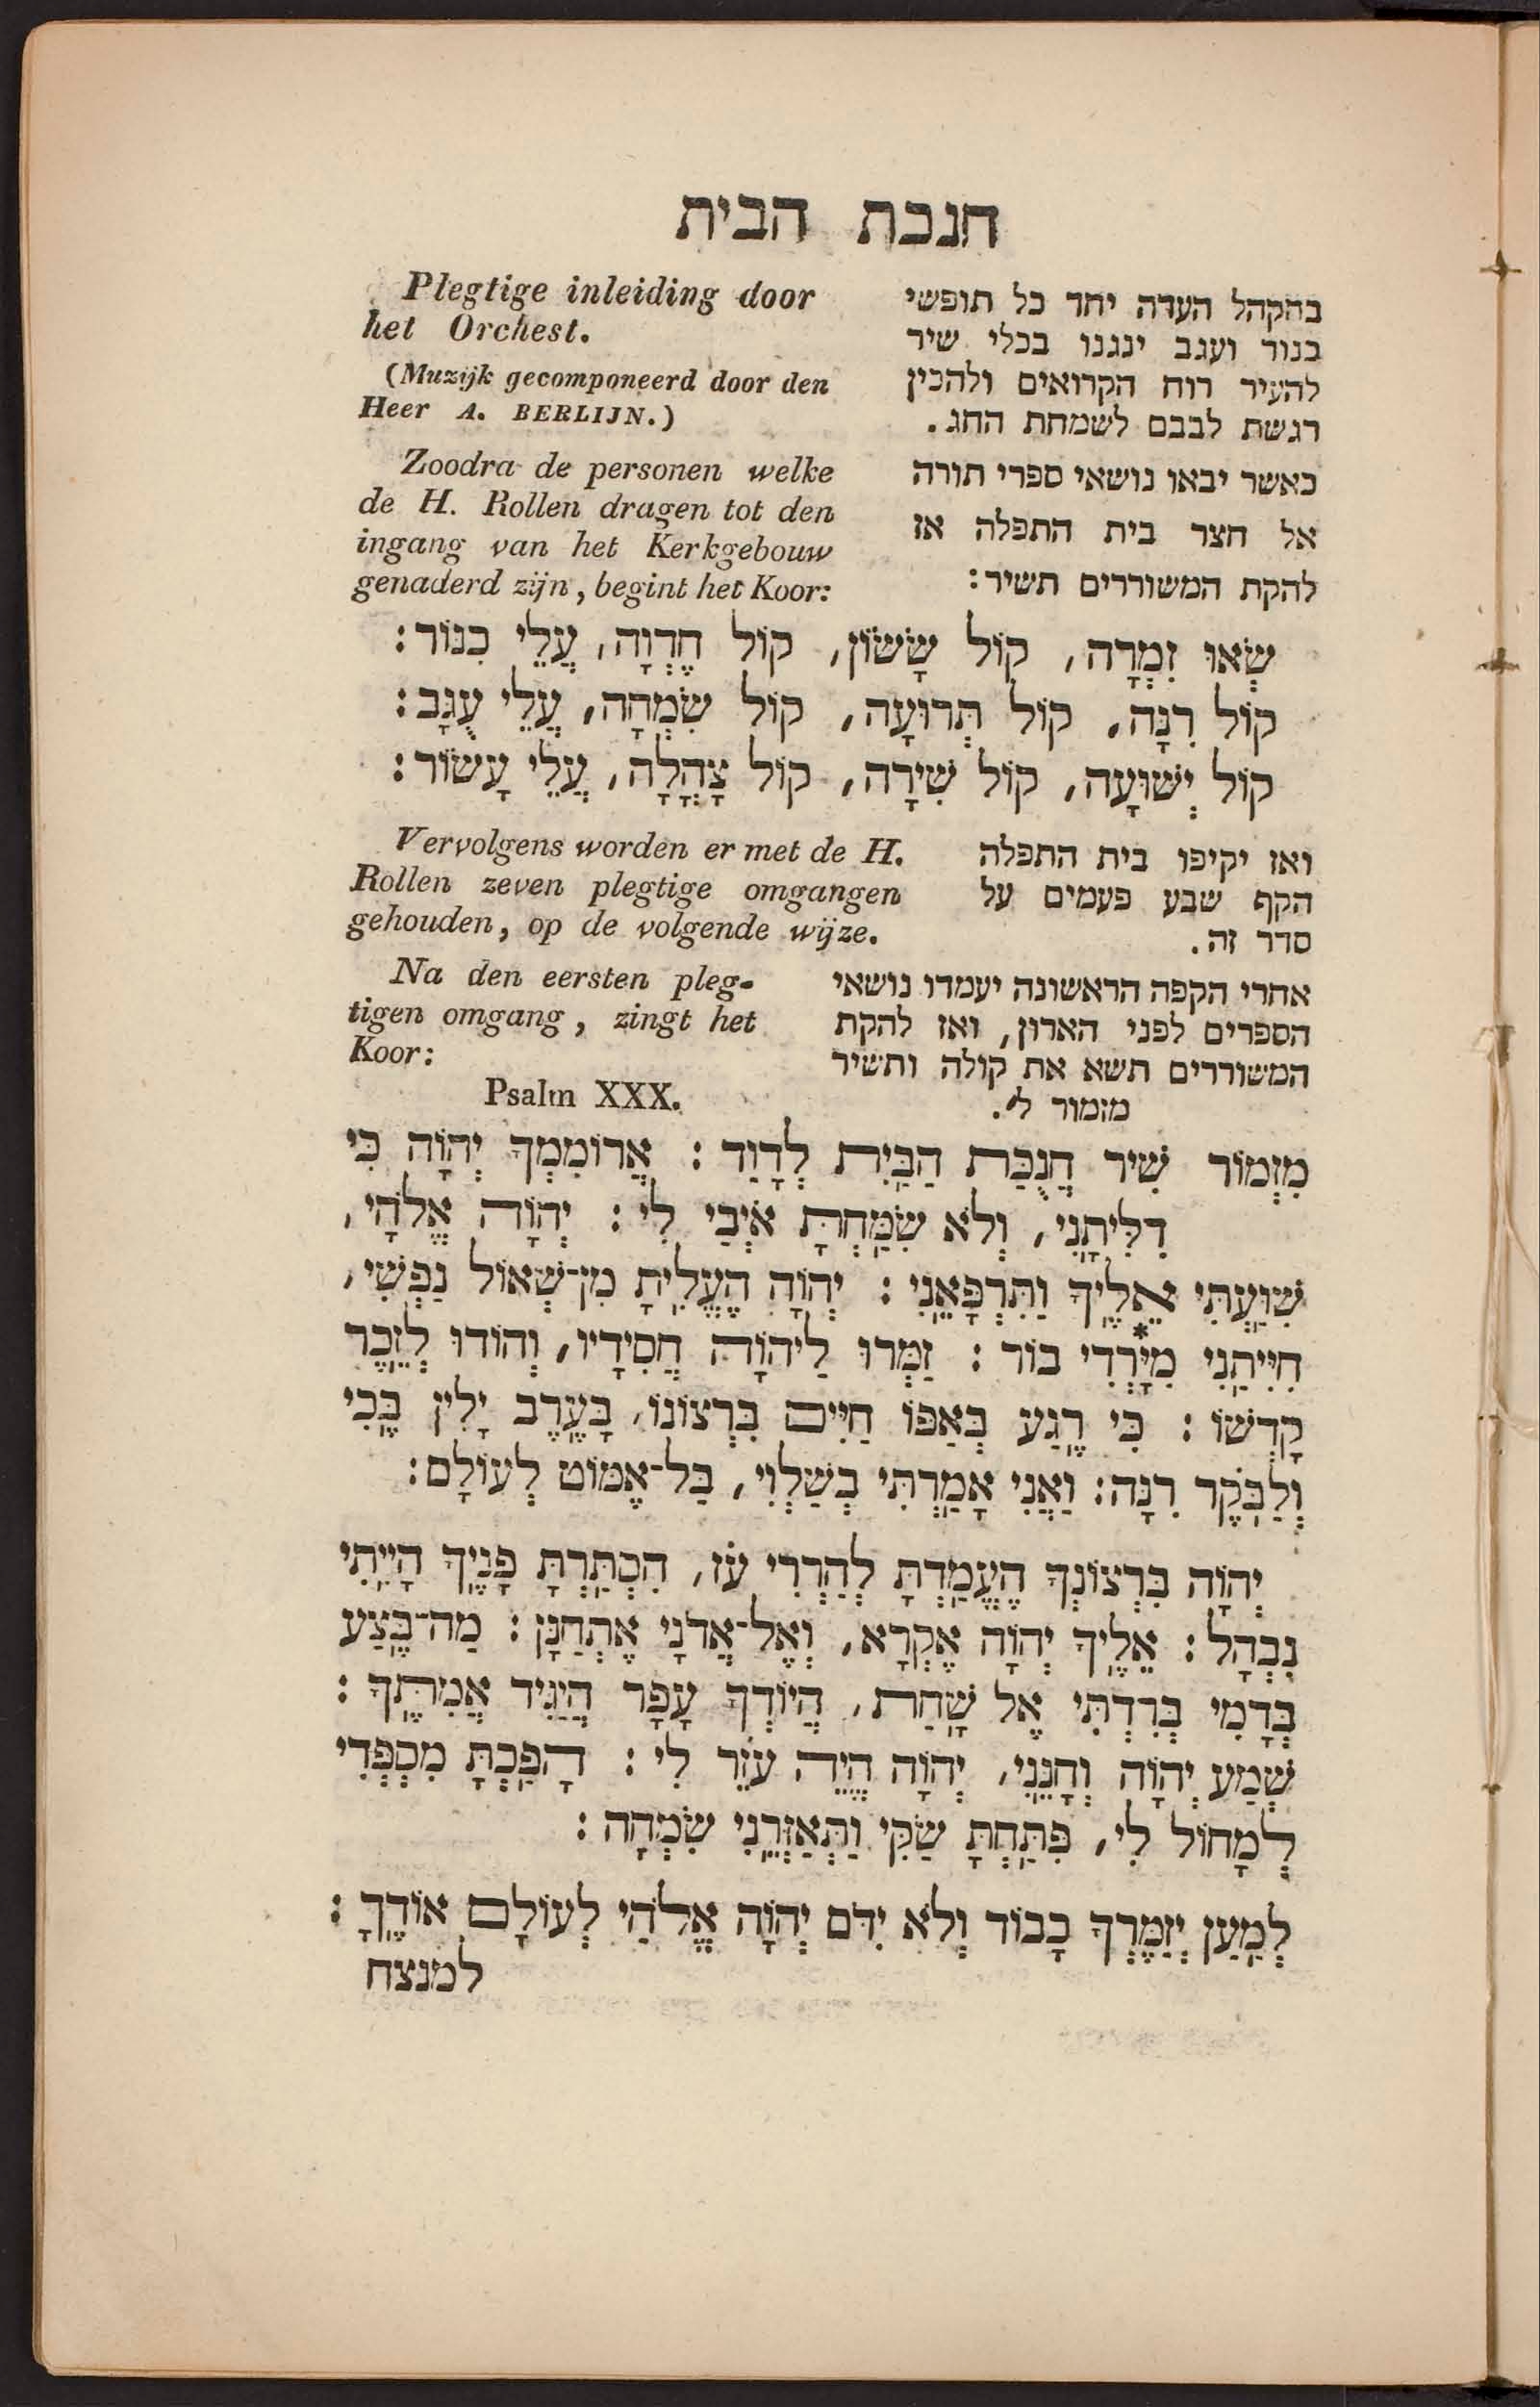 חנכת הבית
בהקהל העדה יחד כל תופשי
כנור ועגב ינגנו בכלי שיר
להעיר רוח הקרואים ולהכין
רגשת לבבם לשמחת החג.
Plegtige inleiding door
het Orchest.
(Muzijk gecomponeerd door den
Heer A. BERLIJN.)
כאשר יבאו נושאי ספרי תורה
אל חצר בית התפלה אז
להקת המשוררים תשיר:
Zoodra de personen welke
de H. Rollen dragen tot den
ingang van het Kerkgebouw
genaderd zijn, begint het Koor:
שְׂאוּ זִמְרָה, קוֹל שָׂשׂוֹן, קוֹל חֶדְוָה, עֲלֵי כִנּוֹר:
קוֹל רִנָּה, קוֹל תְּרוּעָה, קוֹל שִׂמְחָה, עֲלֵי עֻגָב:
קוֹל יְשׁוּעָה, קוֹל שִׁירָה, קוֹל צָהֳלָה, עֲלֵי עָשׂוֹר:
ואז יקיפו בית התפלה
הקף שבע פעמים על
סדר זה.
Vervolgens worden er met de H.
Rollen zeven plegtige omgangen
gehouden, op de volgende wijze.
אחרי הקפה הראשונה יעמדו נושאי
הספרים לפני הארון, ואז להקת
המשוררים תשא את קולה ותשיר
מזמור ל'.
Na den eersten pleg-
tigen omgang, zingt het
Koor:
Psalm XXX.
מִזְמוֹר שִׁיר חֲנֻכַּת הַבַּיִת לְדָוִד: אֲרוֹמִמְךָ יְהוָֹה כִּי
דִלִּיתָנִי, וְלֹא שִׂמַּחְתָּ אֹיְבַי לִי: יְהוָֹה אֱלֹהָי,
שִׁוַּעְתִּי אֵלֶיךָ וַתִּרְפָּאֵנִי: יְהוָֹה הֶעֱלִיתָ מִן־שְׁאוֹל נַפְשִׁי,
חִיִּיתַנִי מִיָּרְדִי* בוֹר: זַמְּרוּ לַיהוָֹה חֲסִידָיו, וְהוֹדוּ לְזֵכֶר
קָדְשׁוֹ: כִּי רֶגַע בְּאַפּוֹ חַיִּים בִּרְצוֹנוֹ, בָּעֶרֶב יָלִין בֶּכִי
וְלַבֹּקֶר רִנָּה: וַאֲנִי אָמַרְתִּי בְשַׁלְוִי, בַּל־אֶמּוֹט לְעוֹלָם:
יְהוָֹה בִּרְצוֹנְךָ הֶעֱמַדְתָּ לְהַרְרִי עֹז, הִסְתַּרְתָּ פָנֶיךָ הָיִיתִי
נִבְהָל: אֵלֶיךָ יְהוָֹה אֶקְרָא, וְאֶל־אֲדֹנָי אֶתְחַנָּן: מַה־בֶּצַע
בְּדָמִי בְּרִדְתִּי אֶל שָׁחַת, הֲיוֹדְךָ עָפָר הֲיַגִּיד אֲמִתֶּךָ:
שְׁמַע יְהוָֹה וְחָנֵּנִי, יְהוָֹה הֱיֵה עֹזֵר לִי: הָפַכְתָּ מִסְפְּדִי
לְמָחוֹל לִי, פִּתַּחְתָּ שַׂקִּי וַתְּאַזְּרֵנִי שִׂמְחָה:
לְמַעַן יְזַמֶּרְךָ כָבוֹד וְלֹא יִדֹּם יְהוָֹה אֱלֹהַי לְעוֹלָם אוֹדֶךָּ:
למנצח